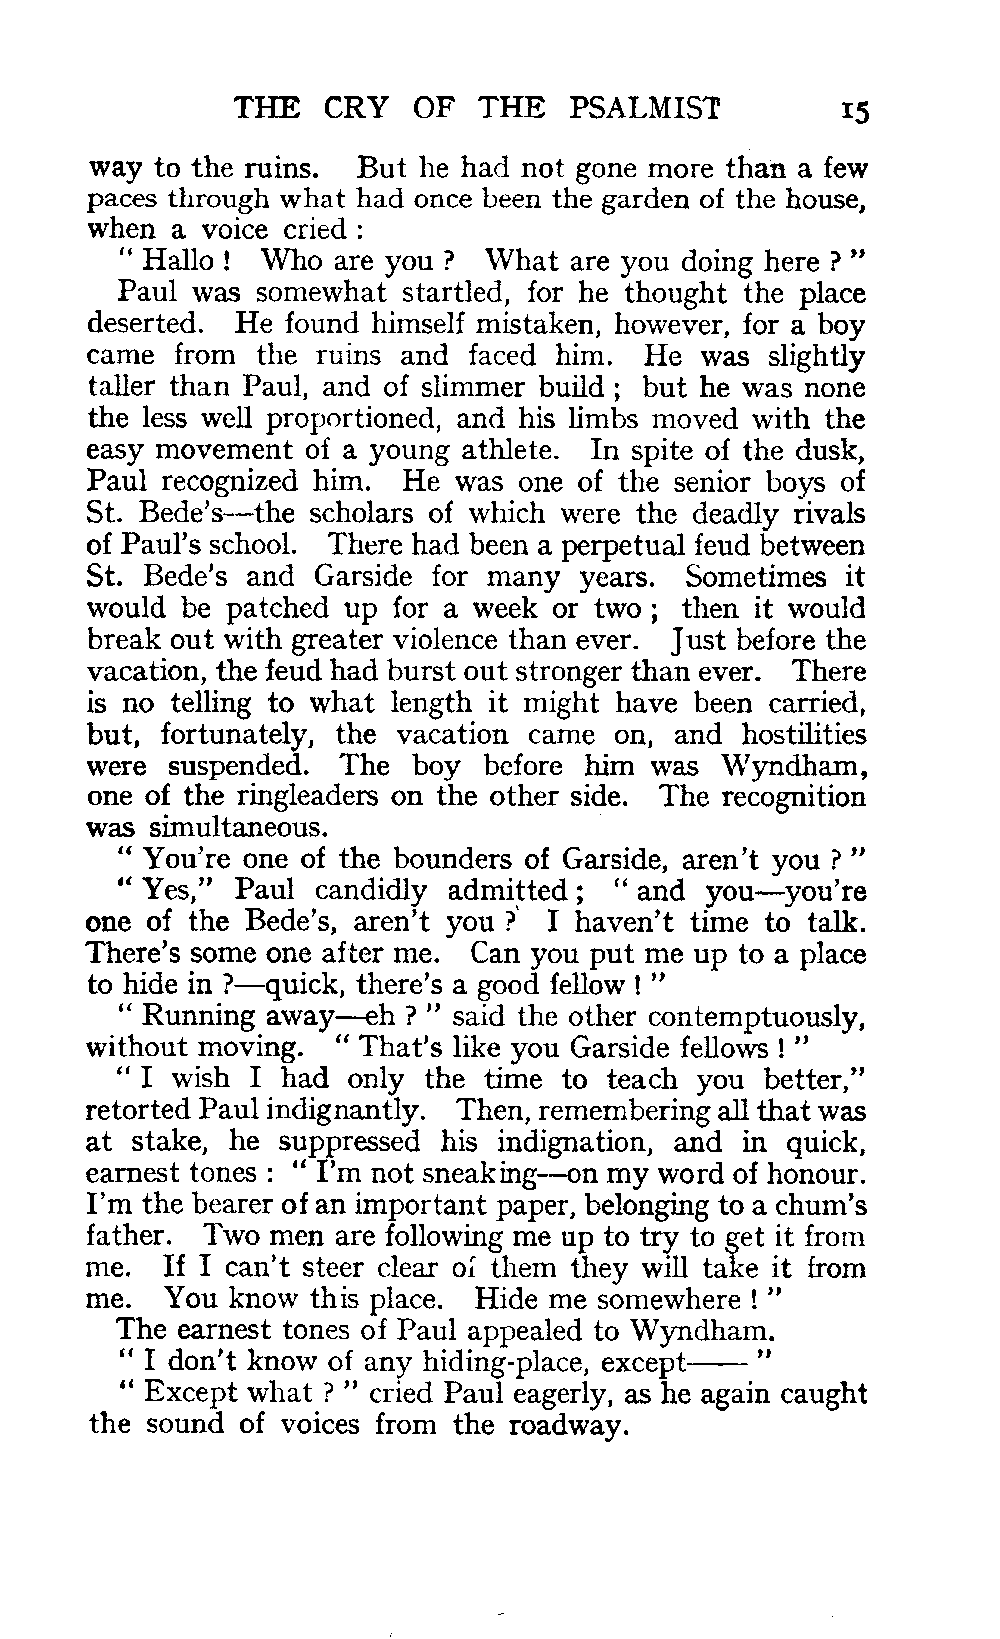 THE CRY OF THE PSALMIST 15
way to the ruins. But he had not gone more than a few
paces through what had once been the garden of the house,
when a voice cried :
" Hallo ! Who are you ? What are you doing here ? "
Paul was somewhat startled, for he thought the place
deserted. He found himself mistaken, however, for a boy
came from the ruins and faced him. He was slightly
taller than Paul, and of slimmer build ; but he was none
the less well proportioned, and his limbs moved with the
easy movement of a young athlete. In spite of the dusk,
Paul recognized him. He was one of the senior boys of
St. Bede's—the scholars of which were the deadly rivals
of Paul's school. There had been a perpetual feud between
St. Bede's and Garside for many years. Sometimes it
would be patched up for a week or two ; then it would
break out with greater violence than ever. Just before the
vacation, the feud had burst out stronger than ever. There
is no telling to what length it might have been carried,
but, fortunately, the vacation came on, and hostilities
were suspended. The boy before him was Wyndham,
one of the ringleaders on the other side. The recognition
was simultaneous.
" You're one of the bounders of Garside, aren't you ? "
" Yes," Paul candidly admitted ; " and you—you're
one of the Bede's, aren't you ? I haven't time to talk.
There's some one after me. Can you put me up to a place
to hide in ?—quick, there's a good fellow ! "
" Running away—eh ? " said the other contemptuously,
without moving. " That's like you Garside fellows ! "
" I wish I had only the time to teach you better,"
retorted Paul indignantly. Then, remembering all that was
at stake, he suppressed his indignation, and in quick,
earnest tones : " I'm not sneaking—on my word of honour.
I'm the bearer of an important paper, belonging to a chum's
father. Two men are following me up to try to get it from
me. If I can't steer clear of them they will take it from
me. You know this place. Hide me somewhere ! "
The earnest tones of Paul appealed to Wyndham.
" I don't know of any hiding-place, except—— "
" Except what ? " cried Paul eagerly, as he again caught
the sound of voices from the roadway.